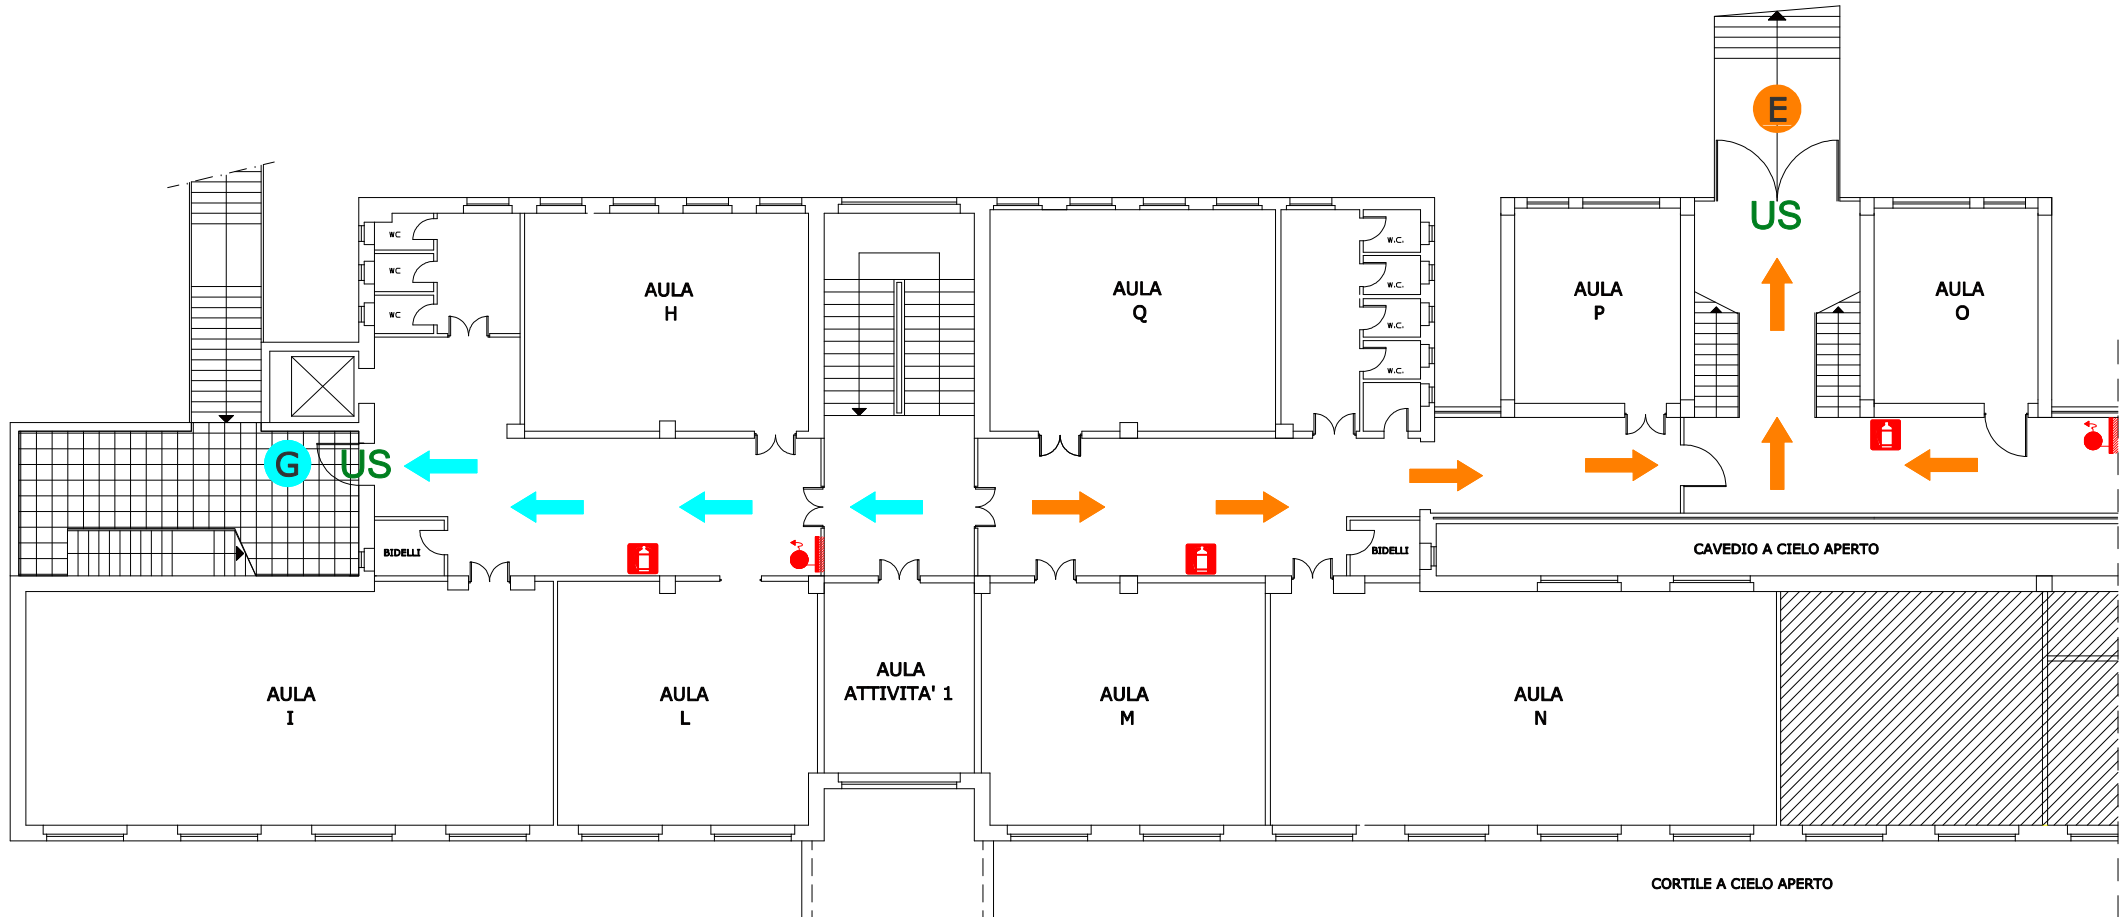 E
US
WC
WC
WC
AULA
H
AULA
Q
W.C.
W.C.
W.C.
W.C.
AULA
P
AULA
O
G
US
BIDELLI
BIDELLI
CAVEDIO A CIELO APERTO
AULA
I
AULA
L
AULA
ATTIVITA' 1
AULA
M
AULA
N
CORTILE A CIELO APERTO